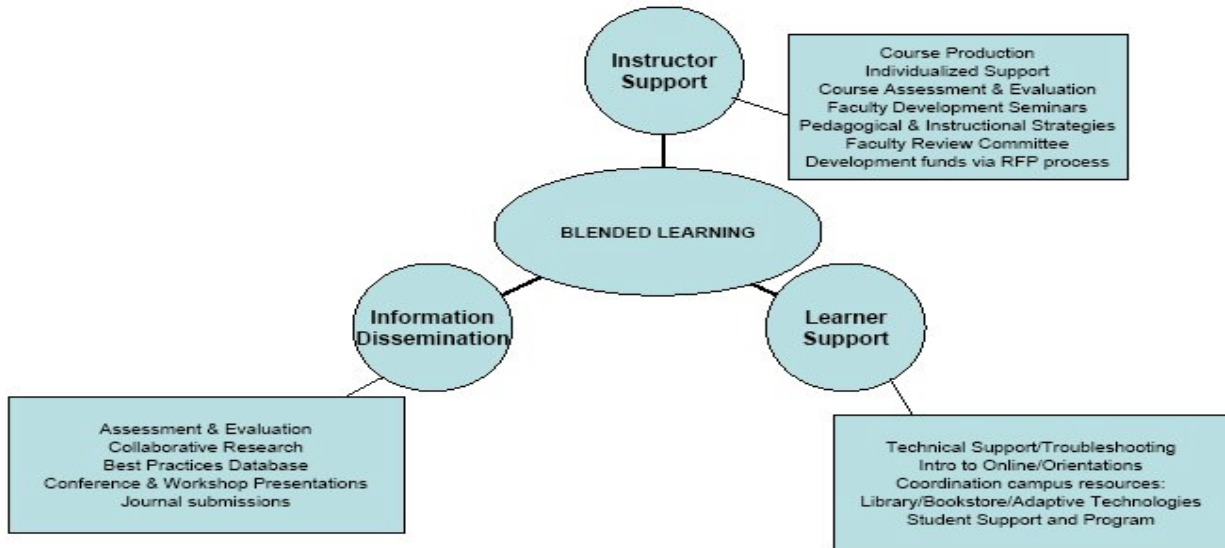 Instructor
Support
Course Production
Individualized Support
Course Assessment & Evaluation
Faculty Development Seminars
Pedagogical & Instructional Strategies
Faculty Review Committee
Development funds via RFP process
BLENDED LEARNING
Information
Dissemination
Learner
Support
Assessment & Evaluation
Collaborative Research
Best Practices Database
Conference & Workshop Presentations
Journal submissions
Technical Support/Troubleshooting
Intro to Online/Orientations
Coordination campus resources:
Library/Bookstore/Adaptive Technologies
Student Support and Program